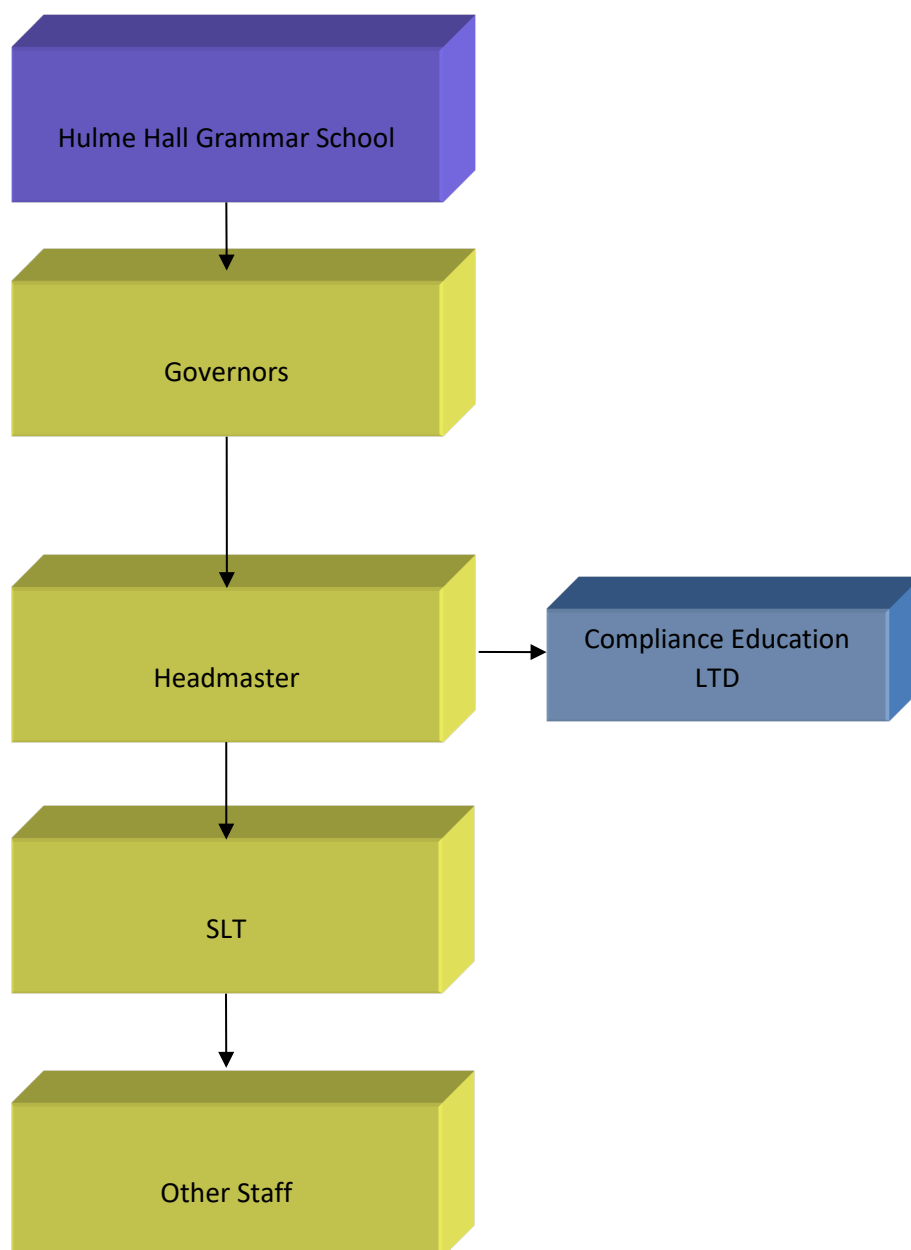 Hulme Hall Grammar School
Governors
Headmaster
Compliance Education
LTD
SLT
Other Staff